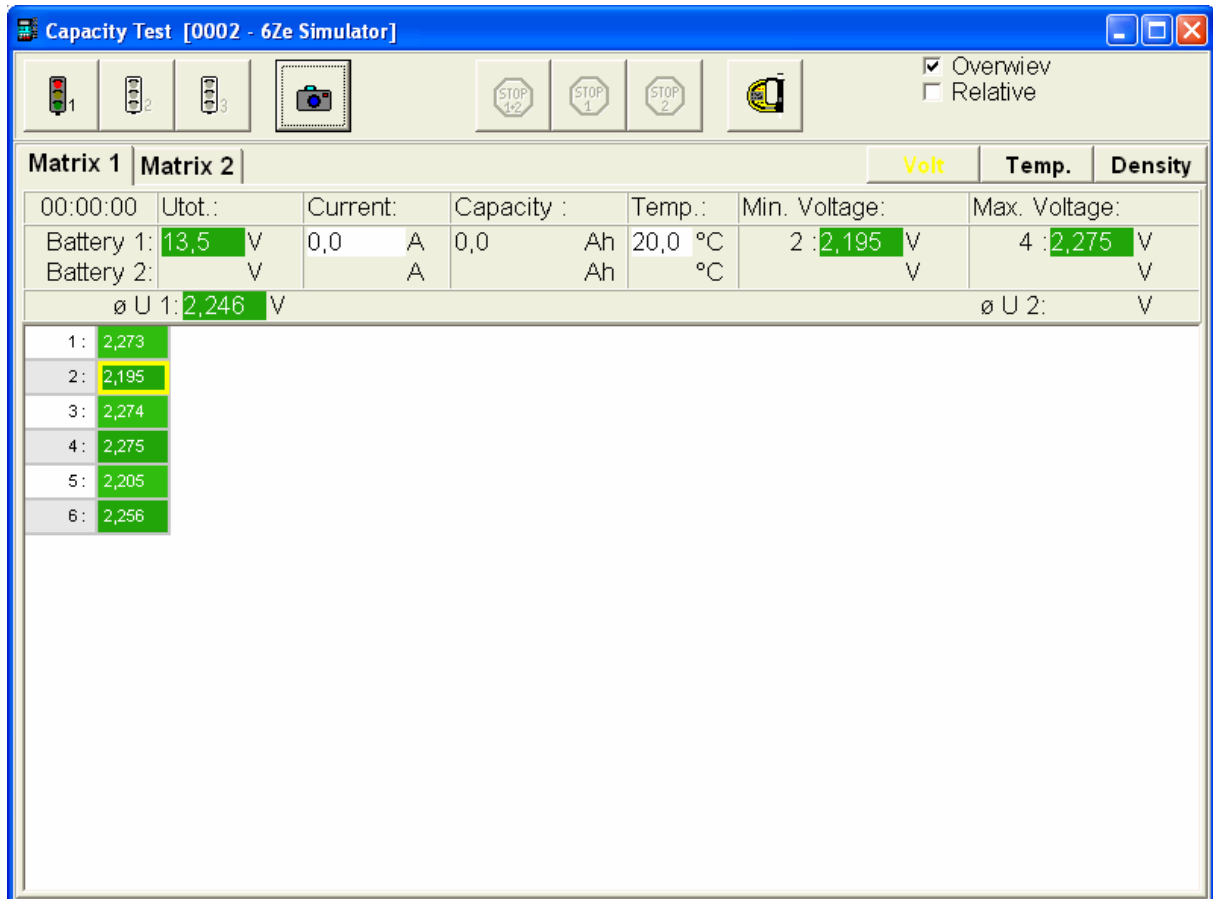 Capacity Test [0002 - 6Ze Simulator]
1 2 3 STOP 1+2 STOP 1 STOP 2
Overwiev
Relative
Matrix 1 Matrix 2 Volt Temp. Density
00:00:00 Utot.: Current: Capacity : Temp.: Min. Voltage: Max. Voltage:
Battery 1: 13,5 V 0,0 A 0,0 Ah 20,0 °C 2 : 2,195 V 4 : 2,275 V
Battery 2: V A Ah °C V V
ø U 1: 2,246 V ø U 2: V
1 : 2,273
2 : 2,195
3 : 2,274
4 : 2,275
5 : 2,205
6 : 2,256